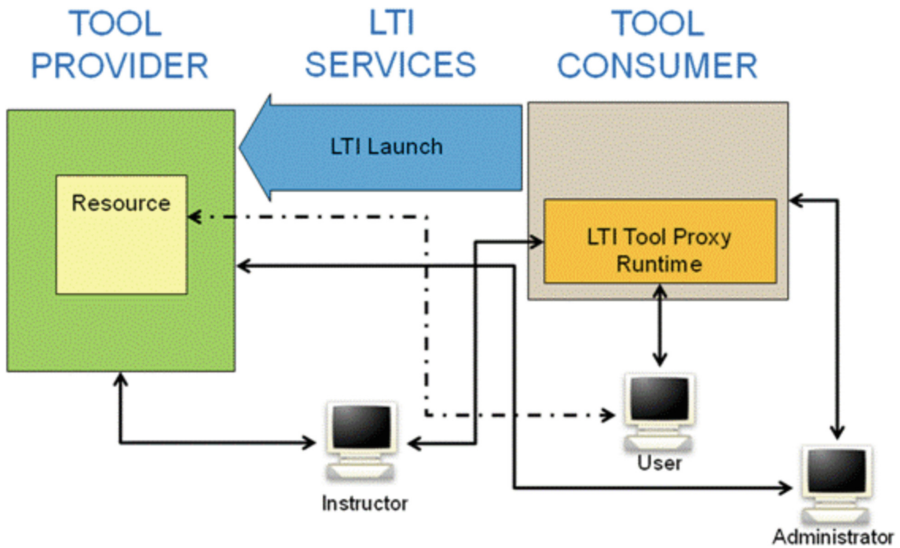 TOOL
PROVIDER
LTI
SERVICES
TOOL
CONSUMER
LTI Launch
Resource
LTI Tool Proxy
Runtime
User
Instructor
Administrator